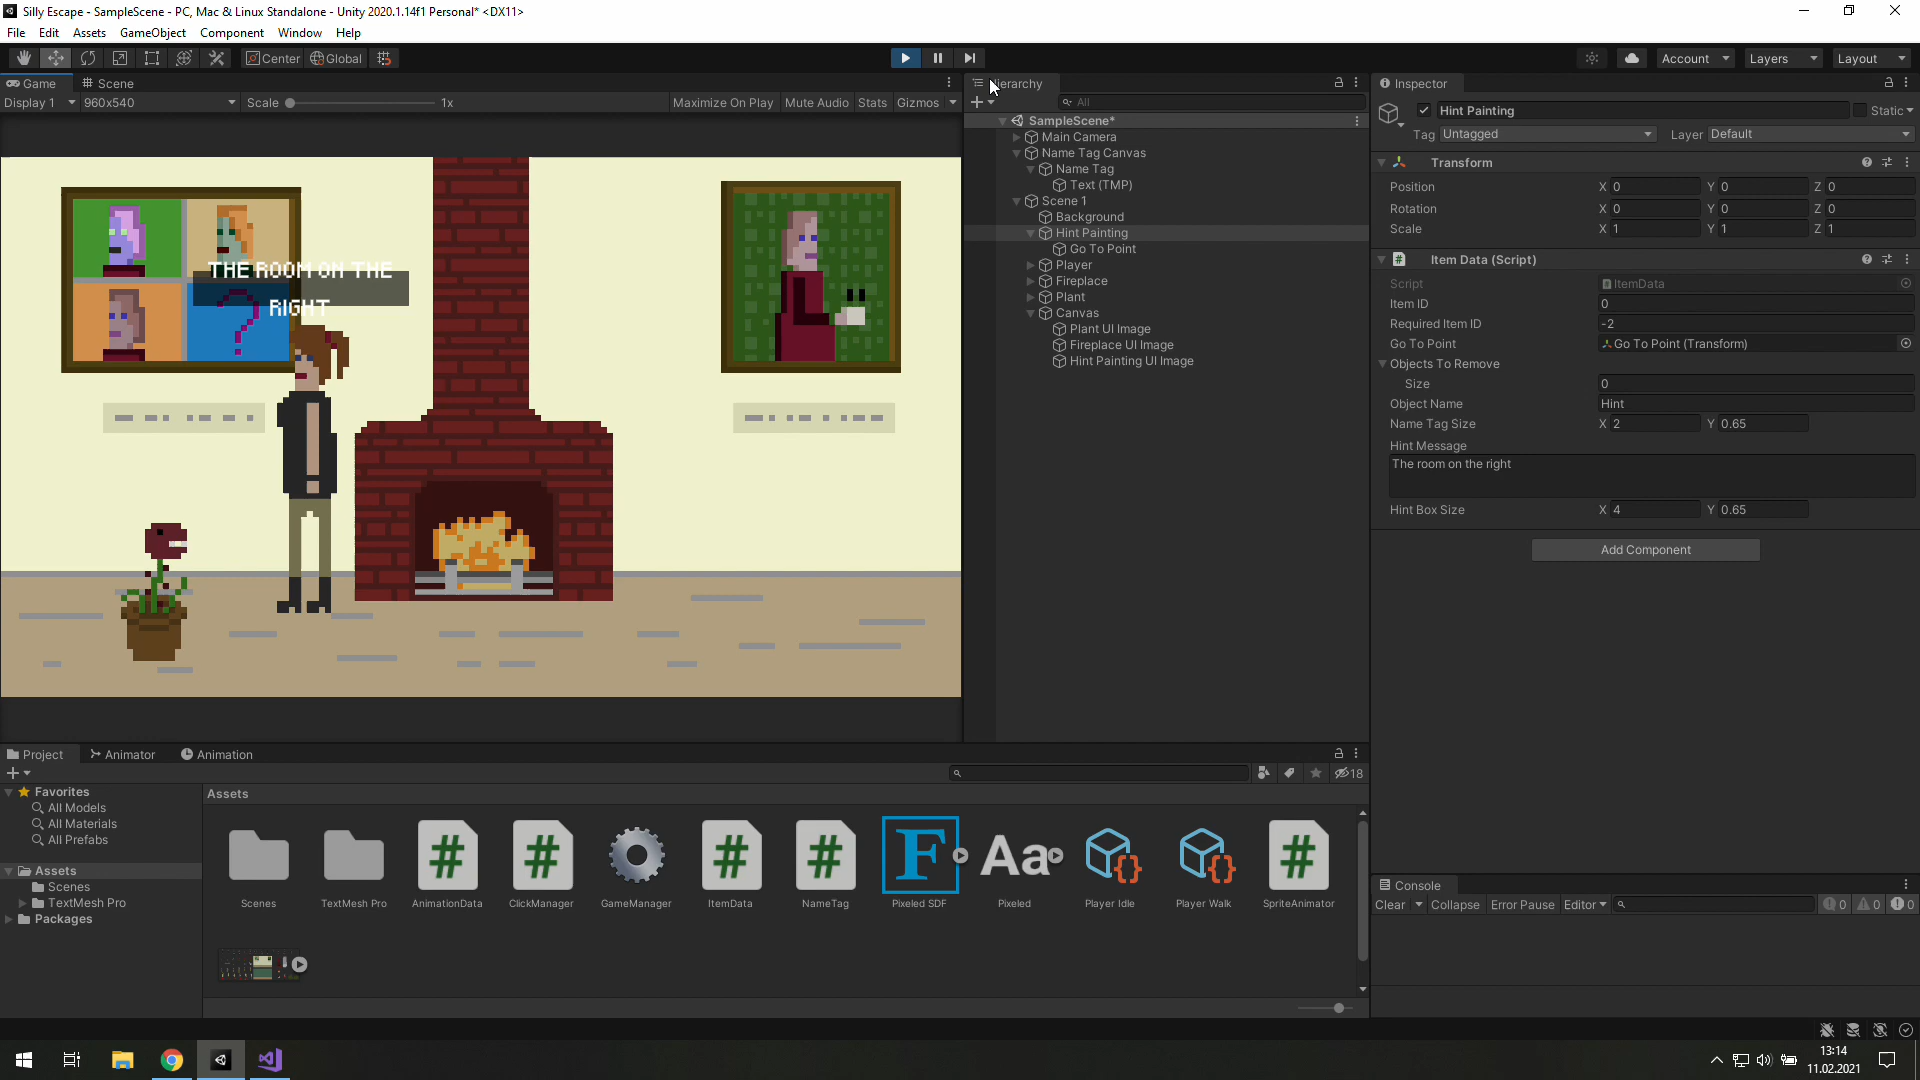 Silly Escape - SampleScene - PC, Mac & Linux Standalone - Unity 2020.1.14f1 Personal* <DX11>
File Edit Assets GameObject Component Window Help
Center Global
Account Layers Layout
Game Scene
Display 1 960x540 Scale 1x Maximize On Play Mute Audio Stats Gizmos
THE ROOM ON THE
RIGHT
Hierarchy
All
SampleScene*
Main Camera
Name Tag Canvas
Name Tag
Text (TMP)
Scene 1
Background
Hint Painting
Go To Point
Player
Fireplace
Plant
Canvas
Plant UI Image
Fireplace UI Image
Hint Painting UI Image
Inspector
Hint Painting Static
Tag Untagged Layer Default
Transform
Position X 0 Y 0 Z 0
Rotation X 0 Y 0 Z 0
Scale X 1 Y 1 Z 1
# Item Data (Script)
Script ItemData
Item ID 0
Required Item ID -2
Go To Point Go To Point (Transform)
Objects To Remove
Size 0
Object Name Hint
Name Tag Size X 2 Y 0.65
Hint Message
The room on the right
Hint Box Size X 4 Y 0.65
Add Component
Project Animator Animation
18
Favorites
All Models
All Materials
All Prefabs
Assets
Scenes
TextMesh Pro
Packages
Assets
# # # # F Aa {} {} #
Scenes TextMesh Pro AnimationData ClickManager GameManager ItemData NameTag Pixeled SDF Pixeled Player Idle Player Walk SpriteAnimator
Console
Clear Collapse Error Pause Editor 0 0 0
13:14
11.02.2021